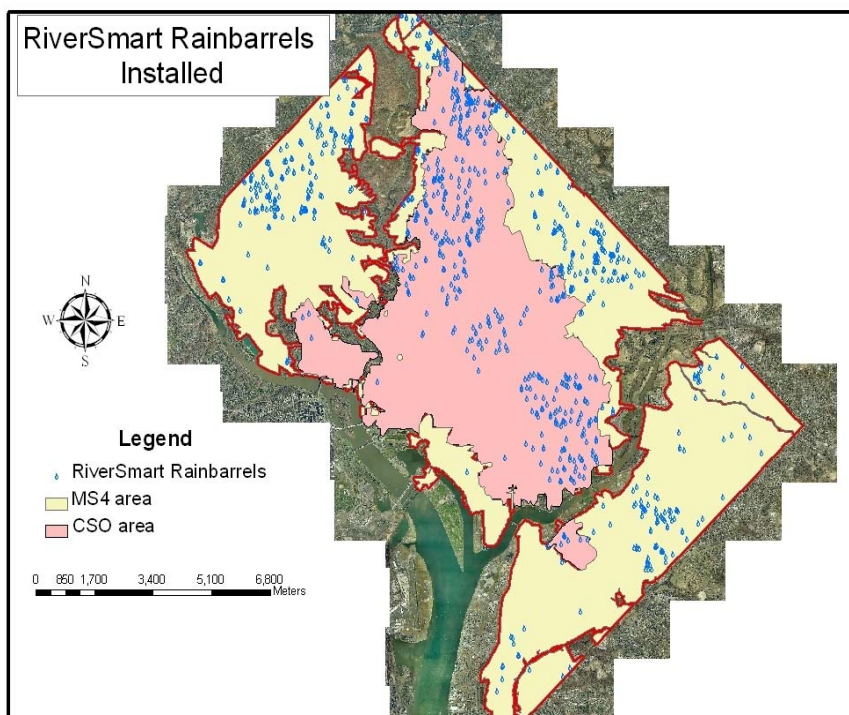 RiverSmart Rainbarrels
Installed
N
W E
S
Legend
RiverSmart Rainbarrels
MS4 area
CSO area
0 850 1,700 3,400 5,100 6,800
Meters